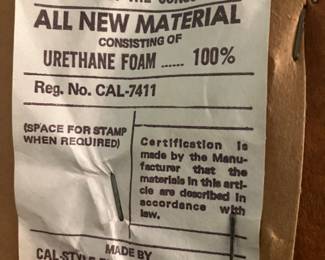 ALL NEW MATERIAL
CONSISTING OF
URETHANE FOAM ...... 100%
Reg. No. CAL-7411
(SPACE FOR STAMP
WHEN REQUIRED)
Certification is
made by the Manu-
facturer that the
materials in this arti-
cle are described in
accordance with
law.
MADE BY
CAL-STYLE